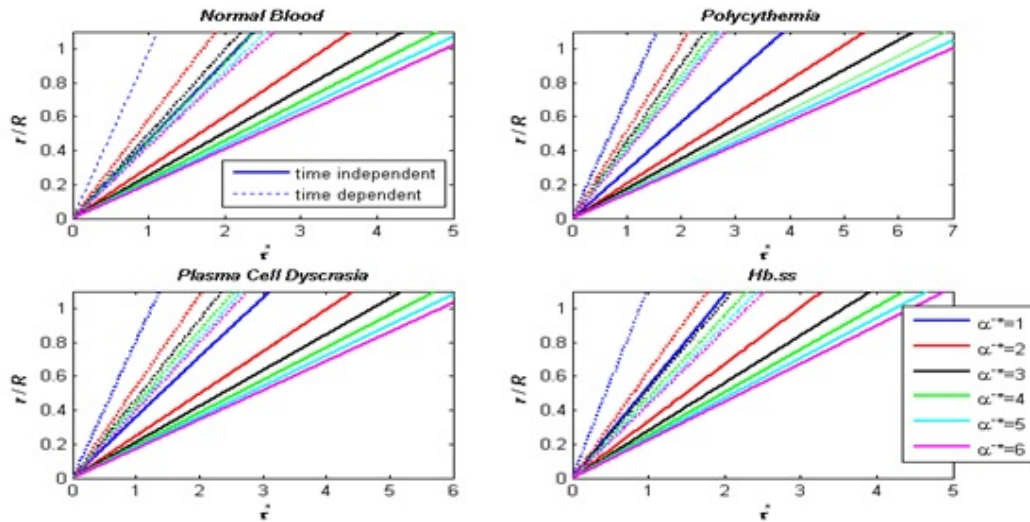 Normal Blood
r / R
1
0.8
0.6
0.4
0.2
0
0 1 2 3 4 5
τ*
time independent
time dependent
Polycythemia
r / R
1
0.8
0.6
0.4
0.2
0
0 1 2 3 4 5 6 7
τ*
Plasma Cell Dyscrasia
r / R
1
0.8
0.6
0.4
0.2
0
0 1 2 3 4 5 6
τ*
Hb.ss
r / R
1
0.8
0.6
0.4
0.2
0
0 1 2 3 4 5
τ*
α⁻*=1
α⁻*=2
α⁻*=3
α⁻*=4
α⁻*=5
α⁻*=6